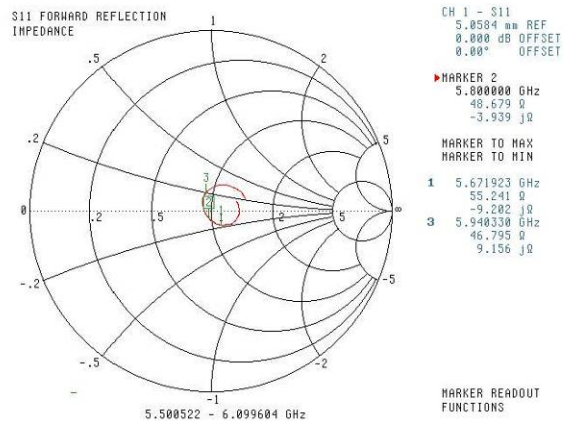 S11 FORWARD REFLECTION
IMPEDANCE
CH 1 - S11
5.0584 mm REF
0.000 dB OFFSET
0.00° OFFSET
MARKER 2
5.800000 GHz
48.679 Ω
-3.939 jΩ
MARKER TO MAX
MARKER TO MIN
1 5.671923 GHz
55.241 Ω
-9.202 jΩ
3 5.940330 GHz
46.795 Ω
9.156 jΩ
MARKER READOUT
FUNCTIONS
1
.5
2
.2
5
3
2
1
0
.2
.5
2
5
∞
-.2
-5
-.5
-2
-1
5.500522 - 6.099604 GHz